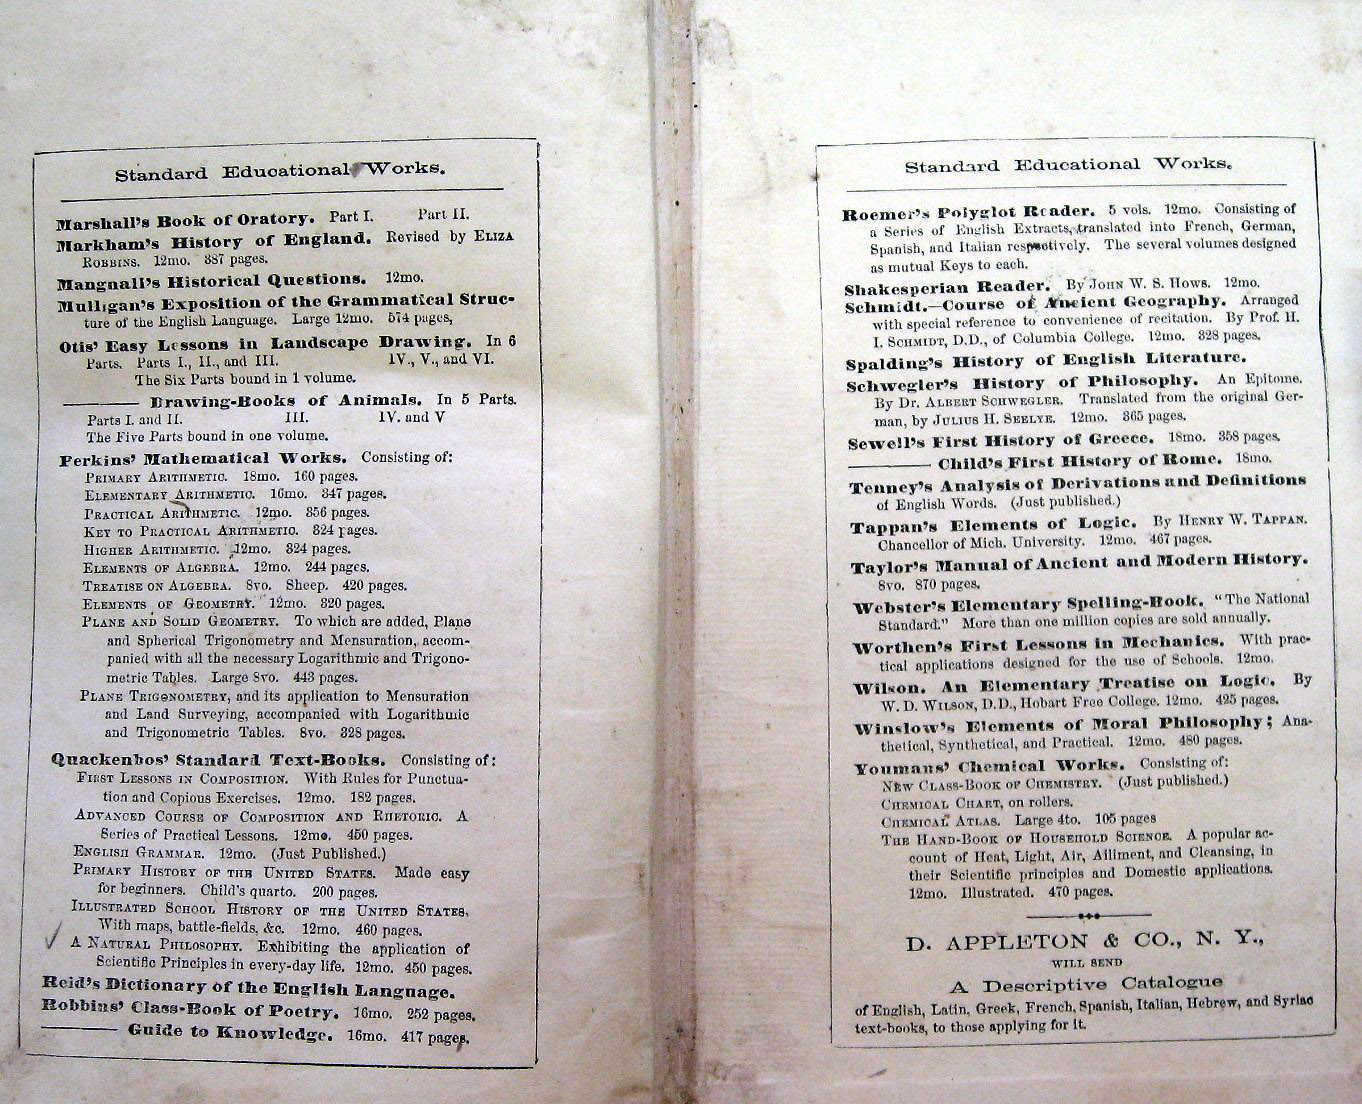 Standard Educational Works.
Marshall's Book of Oratory. Part I. Part II.
Markham's History of England. Revised by ELIZA
ROBBINS. 12mo. 387 pages.
Mangnall's Historical Questions. 12mo.
Mulligan's Exposition of the Grammatical Struc-
ture of the English Language. Large 12mo. 574 pages,
Otis' Easy Lessons in Landscape Drawing. In 6
Parts. Parts I., II., and III. IV., V., and VI.
The Six Parts bound in 1 volume.
——— Drawing-Books of Animals. In 5 Parts.
Parts I. and II. III. IV. and V
The Five Parts bound in one volume.
Perkins' Mathematical Works. Consisting of:
PRIMARY ARITHMETIC. 18mo. 160 pages.
ELEMENTARY ARITHMETIC. 16mo. 347 pages.
PRACTICAL ARITHMETIC. 12mo. 356 pages.
KEY TO PRACTICAL ARITHMETIC. 324 pages.
HIGHER ARITHMETIC. 12mo. 324 pages.
ELEMENTS OF ALGEBRA. 12mo. 244 pages.
TREATISE ON ALGEBRA. 8vo. Sheep. 420 pages.
ELEMENTS OF GEOMETRY. 12mo. 320 pages.
PLANE AND SOLID GEOMETRY. To which are added, Plane
and Spherical Trigonometry and Mensuration, accom-
panied with all the necessary Logarithmic and Trigono-
metric Tables. Large 8vo. 443 pages.
PLANE TRIGONOMETRY, and its application to Mensuration
and Land Surveying, accompanied with Logarithmic
and Trigonometric Tables. 8vo. 328 pages.
Quackenbos' Standard Text-Books. Consisting of:
FIRST LESSONS IN COMPOSITION. With Rules for Punctua-
tion and Copious Exercises. 12mo. 182 pages.
ADVANCED COURSE OF COMPOSITION AND RHETORIC. A
Series of Practical Lessons. 12mo. 450 pages.
ENGLISH GRAMMAR. 12mo. (Just Published.)
PRIMARY HISTORY OF THE UNITED STATES. Made easy
for beginners. Child's quarto. 200 pages.
ILLUSTRATED SCHOOL HISTORY OF THE UNITED STATES.
With maps, battle-fields, &c. 12mo. 460 pages.
A NATURAL PHILOSOPHY. Exhibiting the application of
Scientific Principles in every-day life. 12mo. 450 pages.
Reid's Dictionary of the English Language.
Robbins' Class-Book of Poetry. 16mo. 252 pages.
——— Guide to Knowledge. 16mo. 417 pages.
Standard Educational Works.
Roemer's Polyglot Reader. 5 vols. 12mo. Consisting of
a Series of English Extracts, translated into French, German,
Spanish, and Italian respectively. The several volumes designed
as mutual Keys to each.
Shakesperian Reader. By JOHN W. S. HOWS. 12mo.
Schmidt.—Course of Ancient Geography. Arranged
with special reference to convenience of recitation. By Prof. H.
I. SCHMIDT, D.D., of Columbia College. 12mo. 328 pages.
Spalding's History of English Literature.
Schwegler's History of Philosophy. An Epitome.
By Dr. ALBERT SCHWEGLER. Translated from the original Ger-
man, by JULIUS H. SEELYE. 12mo. 365 pages.
Sewell's First History of Greece. 18mo. 358 pages.
——— Child's First History of Rome. 18mo.
Tenney's Analysis of Derivations and Definitions
of English Words. (Just published.)
Tappan's Elements of Logic. By HENRY W. TAPPAN.
Chancellor of Mich. University. 12mo. 467 pages.
Taylor's Manual of Ancient and Modern History.
8vo. 870 pages.
Webster's Elementary Spelling-Book. "The National
Standard." More than one million copies are sold annually.
Worthen's First Lessons in Mechanics. With prac-
tical applications designed for the use of Schools. 12mo.
Wilson. An Elementary Treatise on Logic. By
W. D. WILSON, D.D., Hobart Free College. 12mo. 425 pages.
Winslow's Elements of Moral Philosophy; Ana-
thetical, Synthetical, and Practical. 12mo. 480 pages.
Youmans' Chemical Works. Consisting of:
NEW CLASS-BOOK OF CHEMISTRY. (Just published.)
CHEMICAL CHART, on rollers.
CHEMICAL ATLAS. Large 4to. 105 pages
THE HAND-BOOK OF HOUSEHOLD SCIENCE. A popular ac-
count of Heat, Light, Air, Ailiment, and Cleansing, in
their Scientific principles and Domestic applications.
12mo. Illustrated. 470 pages.
D. APPLETON & CO., N. Y.,
WILL SEND
A Descriptive Catalogue
of English, Latin, Greek, French, Spanish, Italian, Hebrew, and Syriac
text-books, to those applying for it.